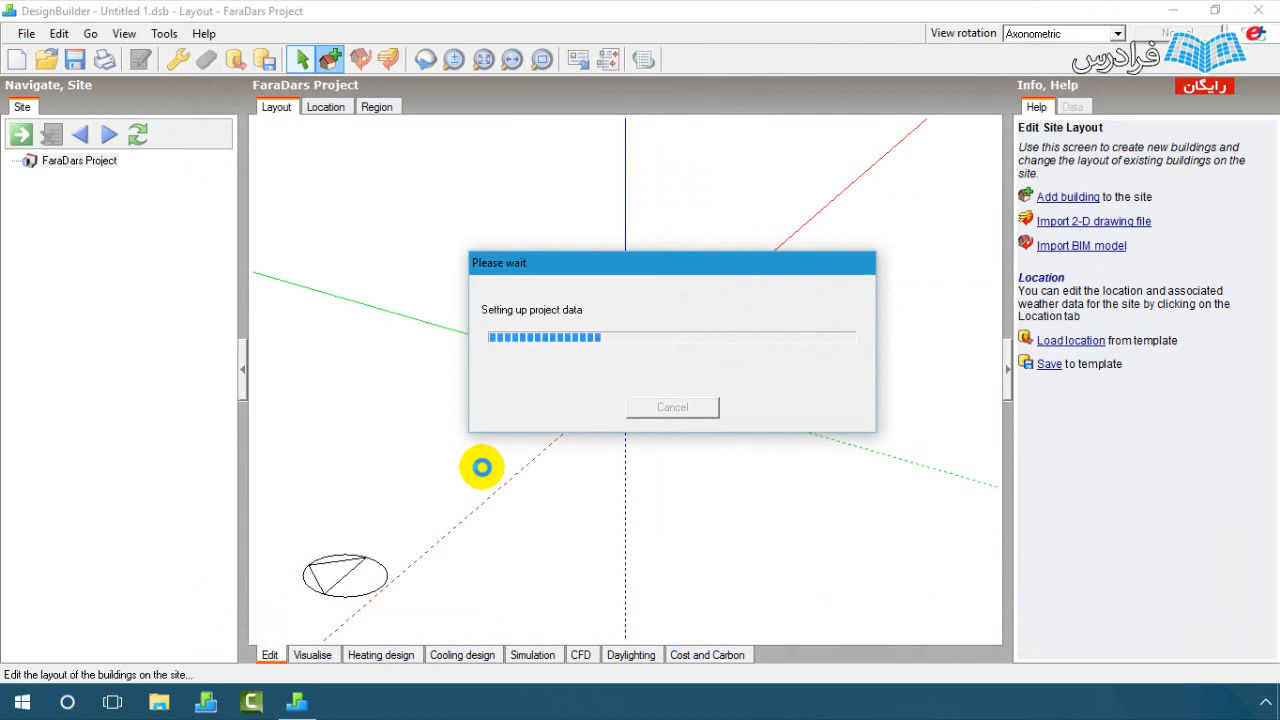 DesignBuilder - Untitled 1.dsb - Layout - FaraDars Project
File Edit Go View Tools Help
View rotation Axonometric
فرادرس
رایگان
Navigate, Site
Site
FaraDars Project
FaraDars Project
Layout Location Region
Please wait
Setting up project data
Cancel
Edit Visualise Heating design Cooling design Simulation CFD Daylighting Cost and Carbon
Info, Help
Help Data
Edit Site Layout
Use this screen to create new buildings and
change the layout of existing buildings on the
site.
Add building to the site
Import 2-D drawing file
Import BIM model
Location
You can edit the location and associated
weather data for the site by clicking on the
Location tab
Load location from template
Save to template
Edit the layout of the buildings on the site...